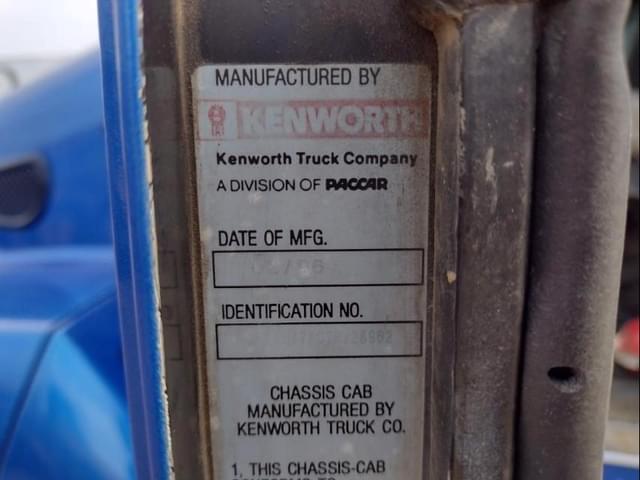 MANUFACTURED BY
KENWORTH
Kenworth Truck Company
A DIVISION OF PACCAR
DATE OF MFG.
IDENTIFICATION NO.
CHASSIS CAB
MANUFACTURED BY
KENWORTH TRUCK CO.
1, THIS CHASSIS-CAB